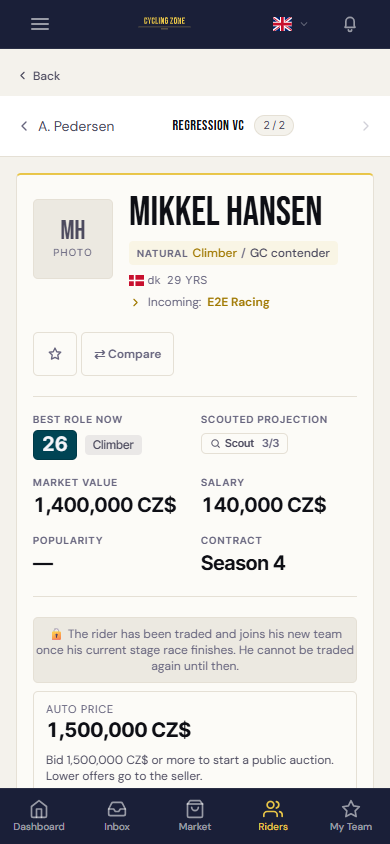 CYCLING ZONE
Back
A. Pedersen
REGRESSION VC
2 / 2
MH
PHOTO
MIKKEL HANSEN
NATURAL Climber / GC contender
dk 29 YRS
Incoming: E2E Racing
Compare
BEST ROLE NOW
SCOUTED PROJECTION
26 Climber
Scout 3/3
MARKET VALUE
SALARY
1,400,000 CZ$
140,000 CZ$
POPULARITY
CONTRACT
—
Season 4
The rider has been traded and joins his new team
once his current stage race finishes. He cannot be traded
again until then.
AUTO PRICE
1,500,000 CZ$
Bid 1,500,000 CZ$ or more to start a public auction.
Lower offers go to the seller.
Dashboard
Inbox
Market
Riders
My Team